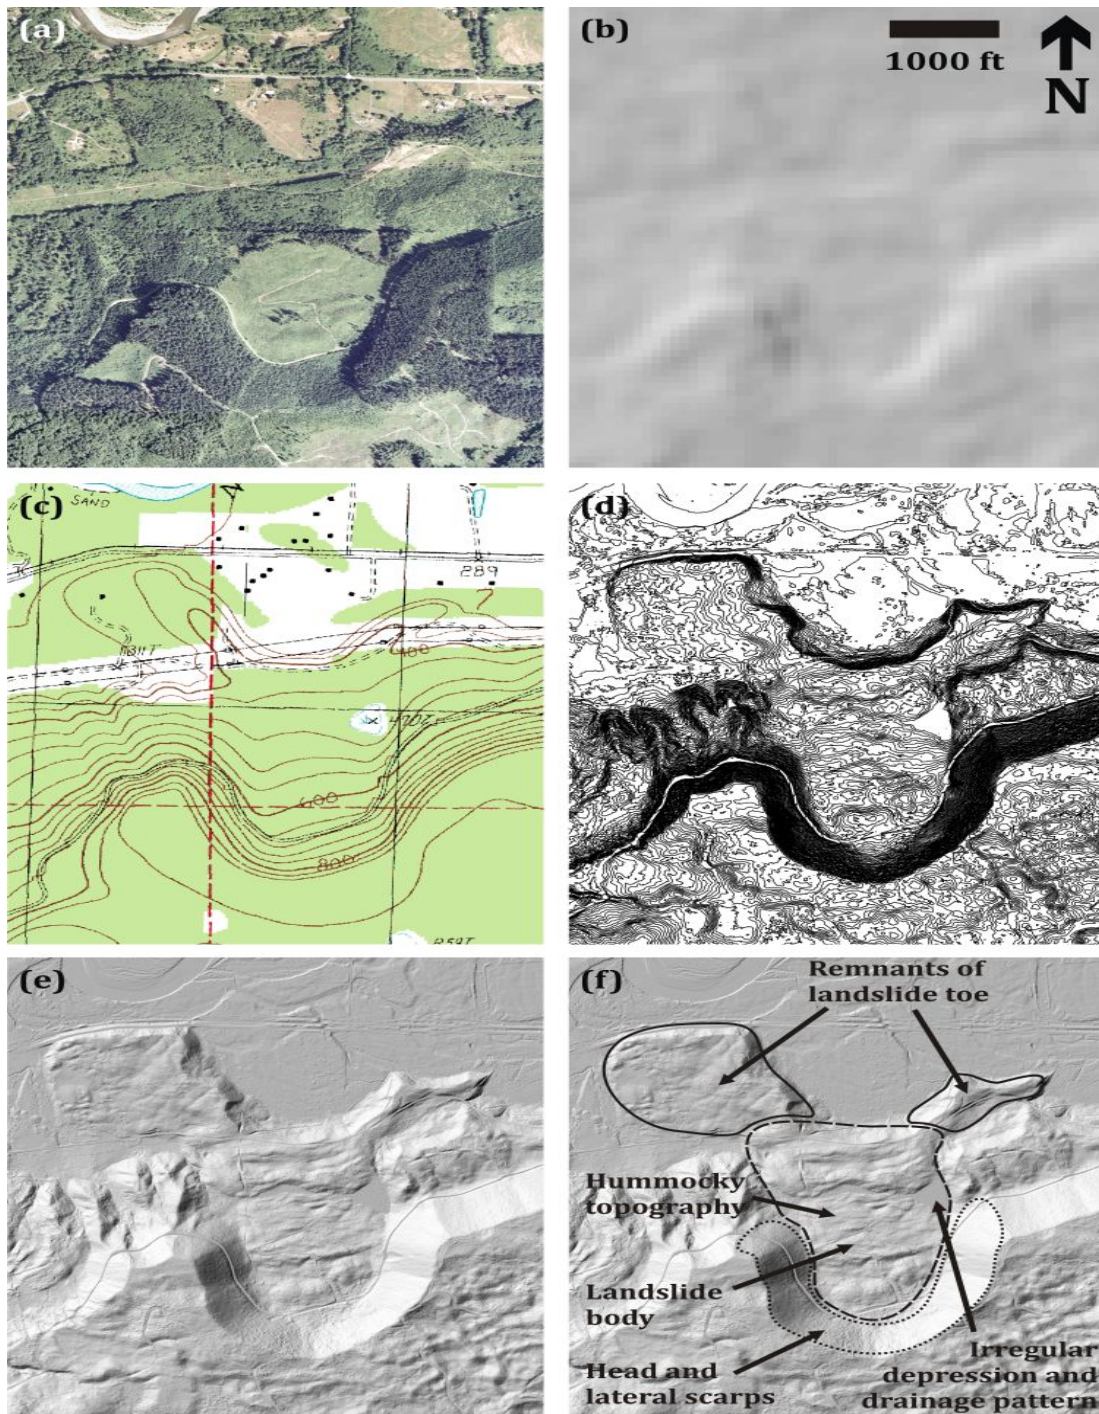 (a)
(b)
1000 ft
N
(c)
SAND
289
400
600
800
(d)
(e)
(f)
Remnants of
landslide toe
Hummocky
topography
Landslide
body
Head and
lateral scarps
Irregular
depression and
drainage pattern